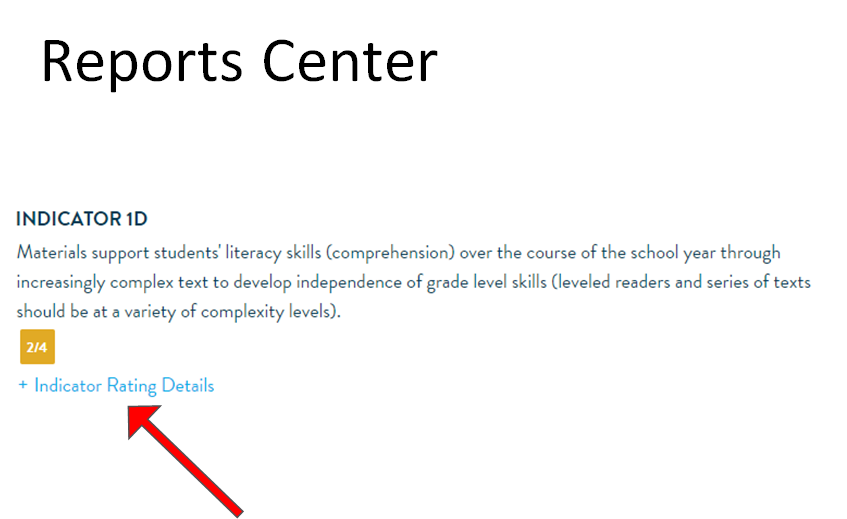 Reports Center
INDICATOR 1D
Materials support students' literacy skills (comprehension) over the course of the school year through
increasingly complex text to develop independence of grade level skills (leveled readers and series of texts
should be at a variety of complexity levels).
2/4
+ Indicator Rating Details